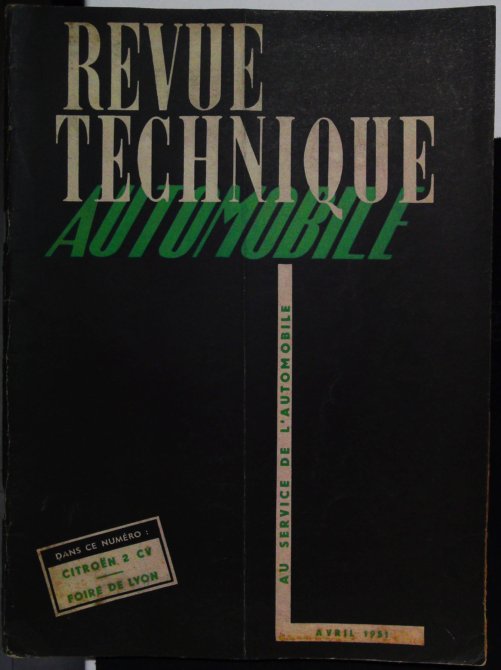 REVUE
TECHNIQUE
AUTOMOBILE
AU SERVICE DE L'AUTOMOBILE
DANS CE NUMÉRO :
CITROËN 2 CV
FOIRE DE LYON
AVRIL 1951